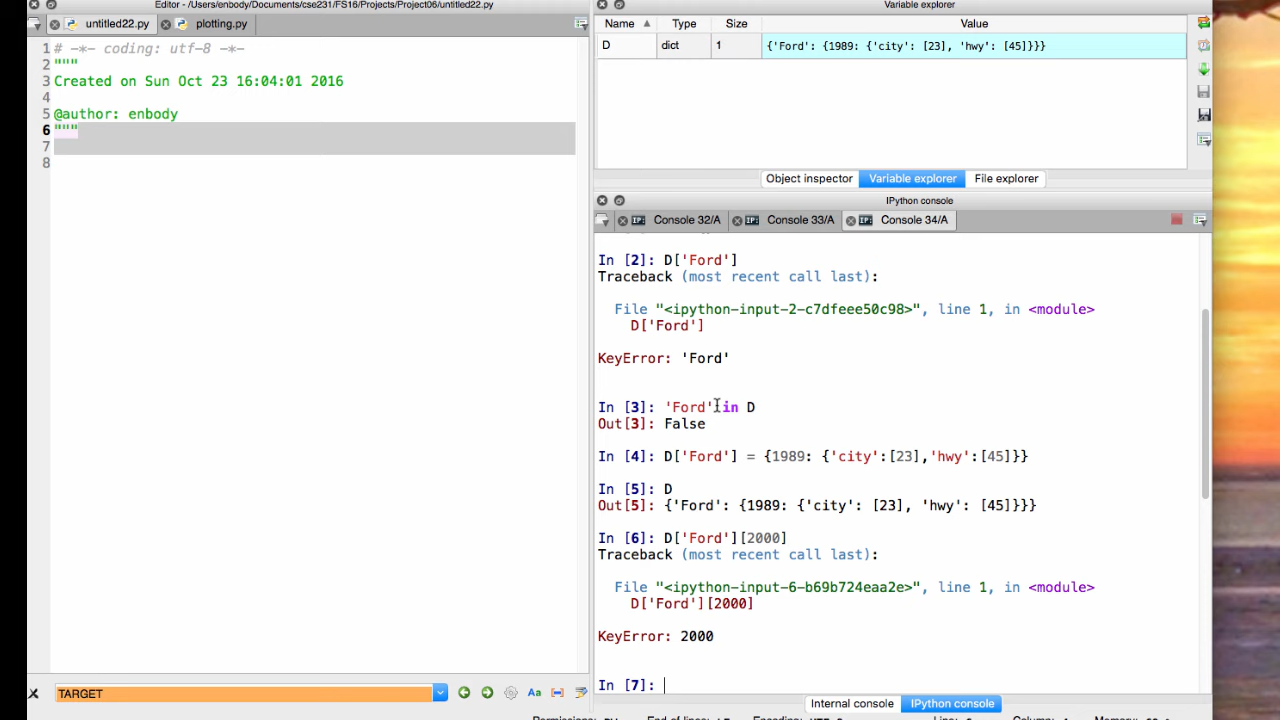 Editor - /Users/enbody/Documents/cse231/FS16/Projects/Project06/untitled22.py
untitled22.py
plotting.py
1 # -*- coding: utf-8 -*-
2 """
3 Created on Sun Oct 23 16:04:01 2016
4
5 @author: enbody
6 """
7
8
TARGET
Aa
Variable explorer
Name Type Size Value
D dict 1 {'Ford': {1989: {'city': [23], 'hwy': [45]}}}
Object inspector Variable explorer File explorer
IPython console
Console 32/A Console 33/A Console 34/A
In [2]: D['Ford']
Traceback (most recent call last):
File "<ipython-input-2-c7dfeee50c98>", line 1, in <module>
D['Ford']
KeyError: 'Ford'
In [3]: 'Ford' in D
Out[3]: False
In [4]: D['Ford'] = {1989: {'city':[23],'hwy':[45]}}
In [5]: D
Out[5]: {'Ford': {1989: {'city': [23], 'hwy': [45]}}}
In [6]: D['Ford'][2000]
Traceback (most recent call last):
File "<ipython-input-6-b69b724eaa2e>", line 1, in <module>
D['Ford'][2000]
KeyError: 2000
In [7]:
Internal console IPython console